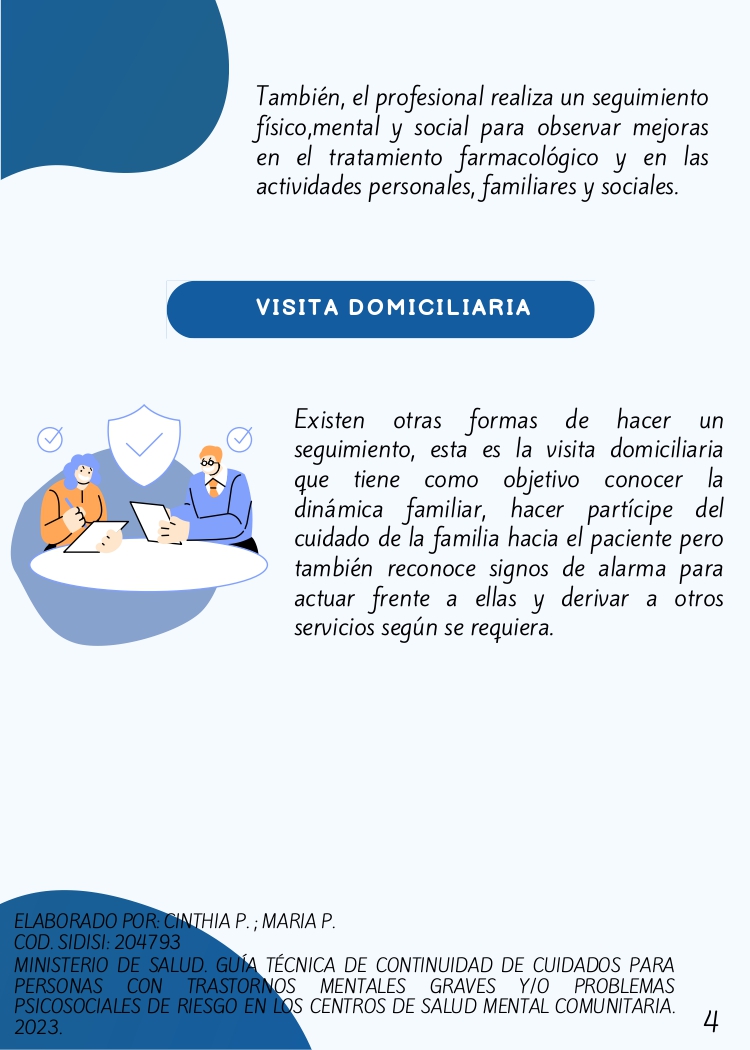 También, el profesional realiza un seguimiento
físico,mental y social para observar mejoras
en el tratamiento farmacológico y en las
actividades personales, familiares y sociales.
VISITA DOMICILIARIA
Existen otras formas de hacer un
seguimiento, esta es la visita domiciliaria
que tiene como objetivo conocer la
dinámica familiar, hacer partícipe del
cuidado de la familia hacia el paciente pero
también reconoce signos de alarma para
actuar frente a ellas y derivar a otros
servicios según se requiera.
ELABORADO POR: CINTHIA P. ; MARIA P.
COD. SIDISI: 204793
MINISTERIO DE SALUD. GUÍA TÉCNICA DE CONTINUIDAD DE CUIDADOS PARA
PERSONAS CON TRASTORNOS MENTALES GRAVES Y/O PROBLEMAS
PSICOSOCIALES DE RIESGO EN LOS CENTROS DE SALUD MENTAL COMUNITARIA.
2023.
4